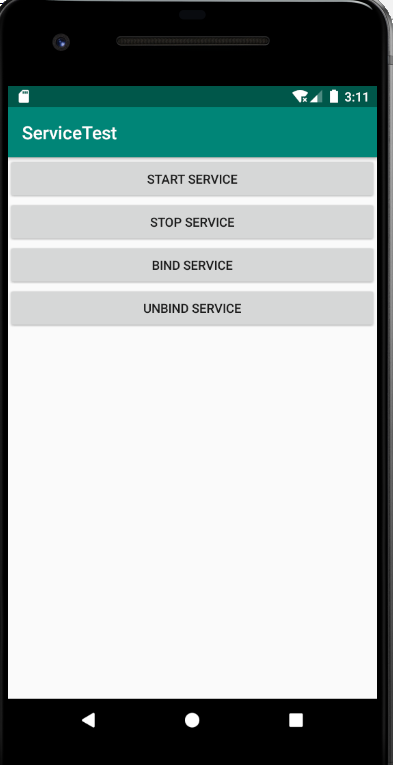 3:11
ServiceTest
START SERVICE
STOP SERVICE
BIND SERVICE
UNBIND SERVICE